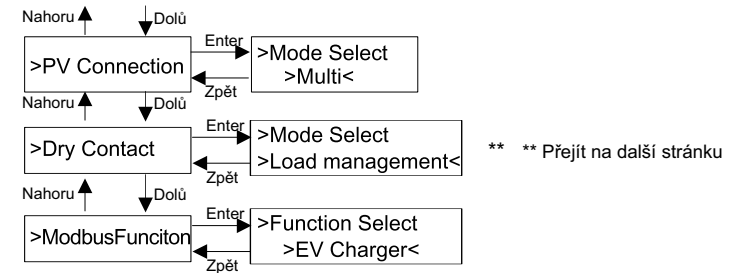 Nahoru Dolů
Enter
>PV Connection
>Mode Select
>Multi<
Zpět
Nahoru Dolů
Enter
>Dry Contact
>Mode Select
>Load management<
** ** Přejít na další stránku
Zpět
Nahoru Dolů
Enter
>ModbusFunciton
>Function Select
>EV Charger<
Zpět